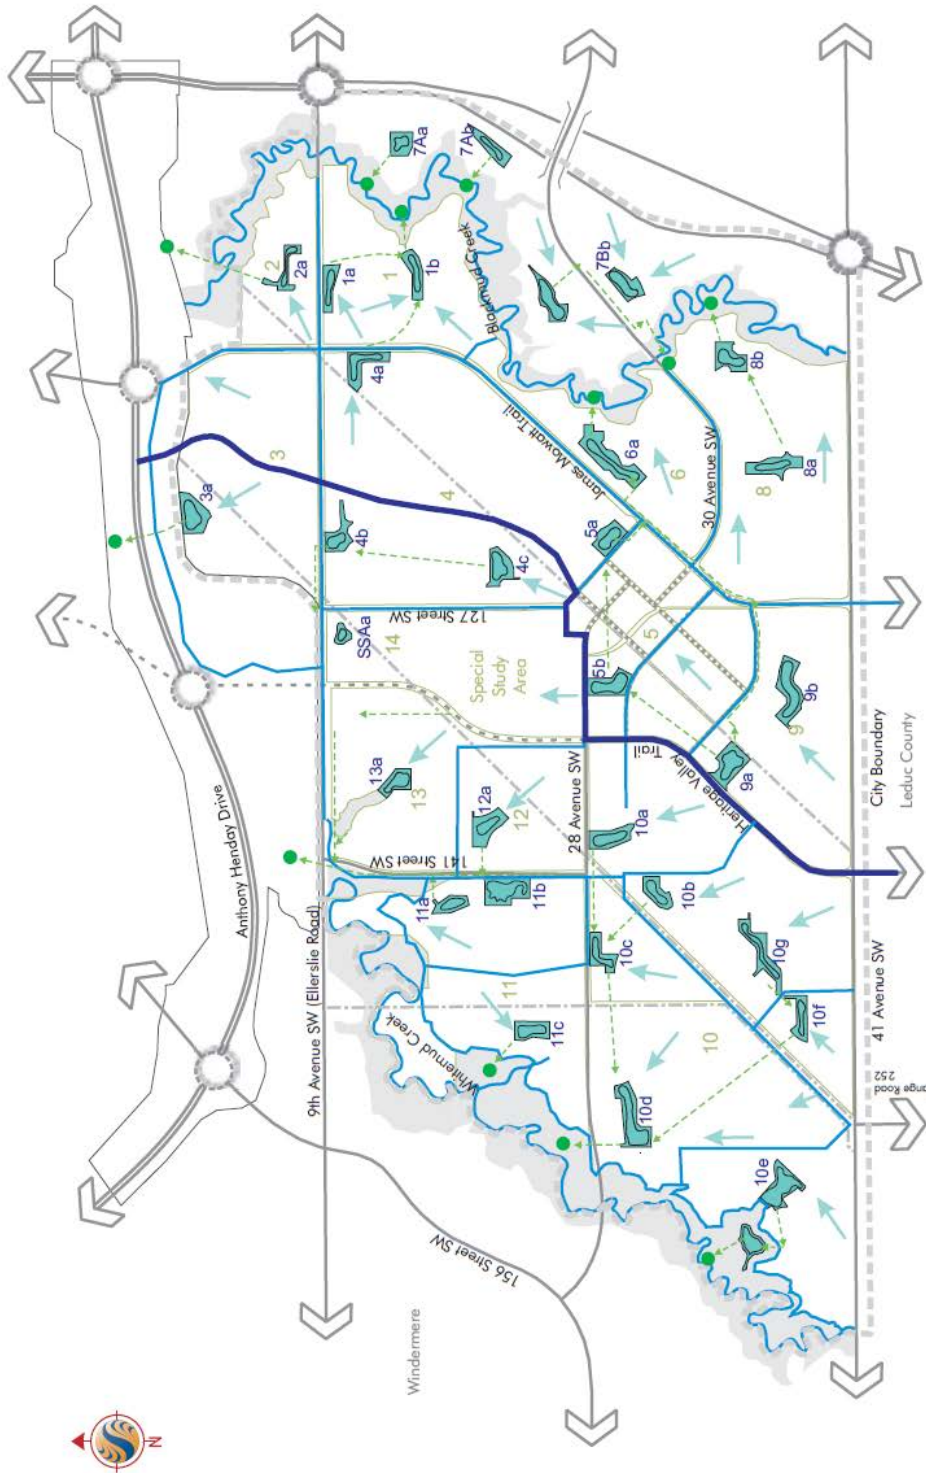 7Aa
7Ab
2
2a
1a
1
1b
Blackmud Creek
7Bb
4a
8b
3
James Mowatt Trail
6a
6
30 Avenue SW
8
8a
3a
4
4b
4c
5a
127 Street SW
SSAa
14
Special
Study
Area
5
5b
9b
9
City Boundary
Leduc County
13a
13
Heritage Valley
Trail
9a
12a
12
28 Avenue SW
10a
Anthony Henday Drive
141 Street SW
11a
11b
10b
10c
10g
9th Avenue SW (Ellerslie Road)
11
11c
Whitemud Creek
10
10f
41 Avenue SW
10d
ange Road
252
10e
156 Street SW
Windermere
N